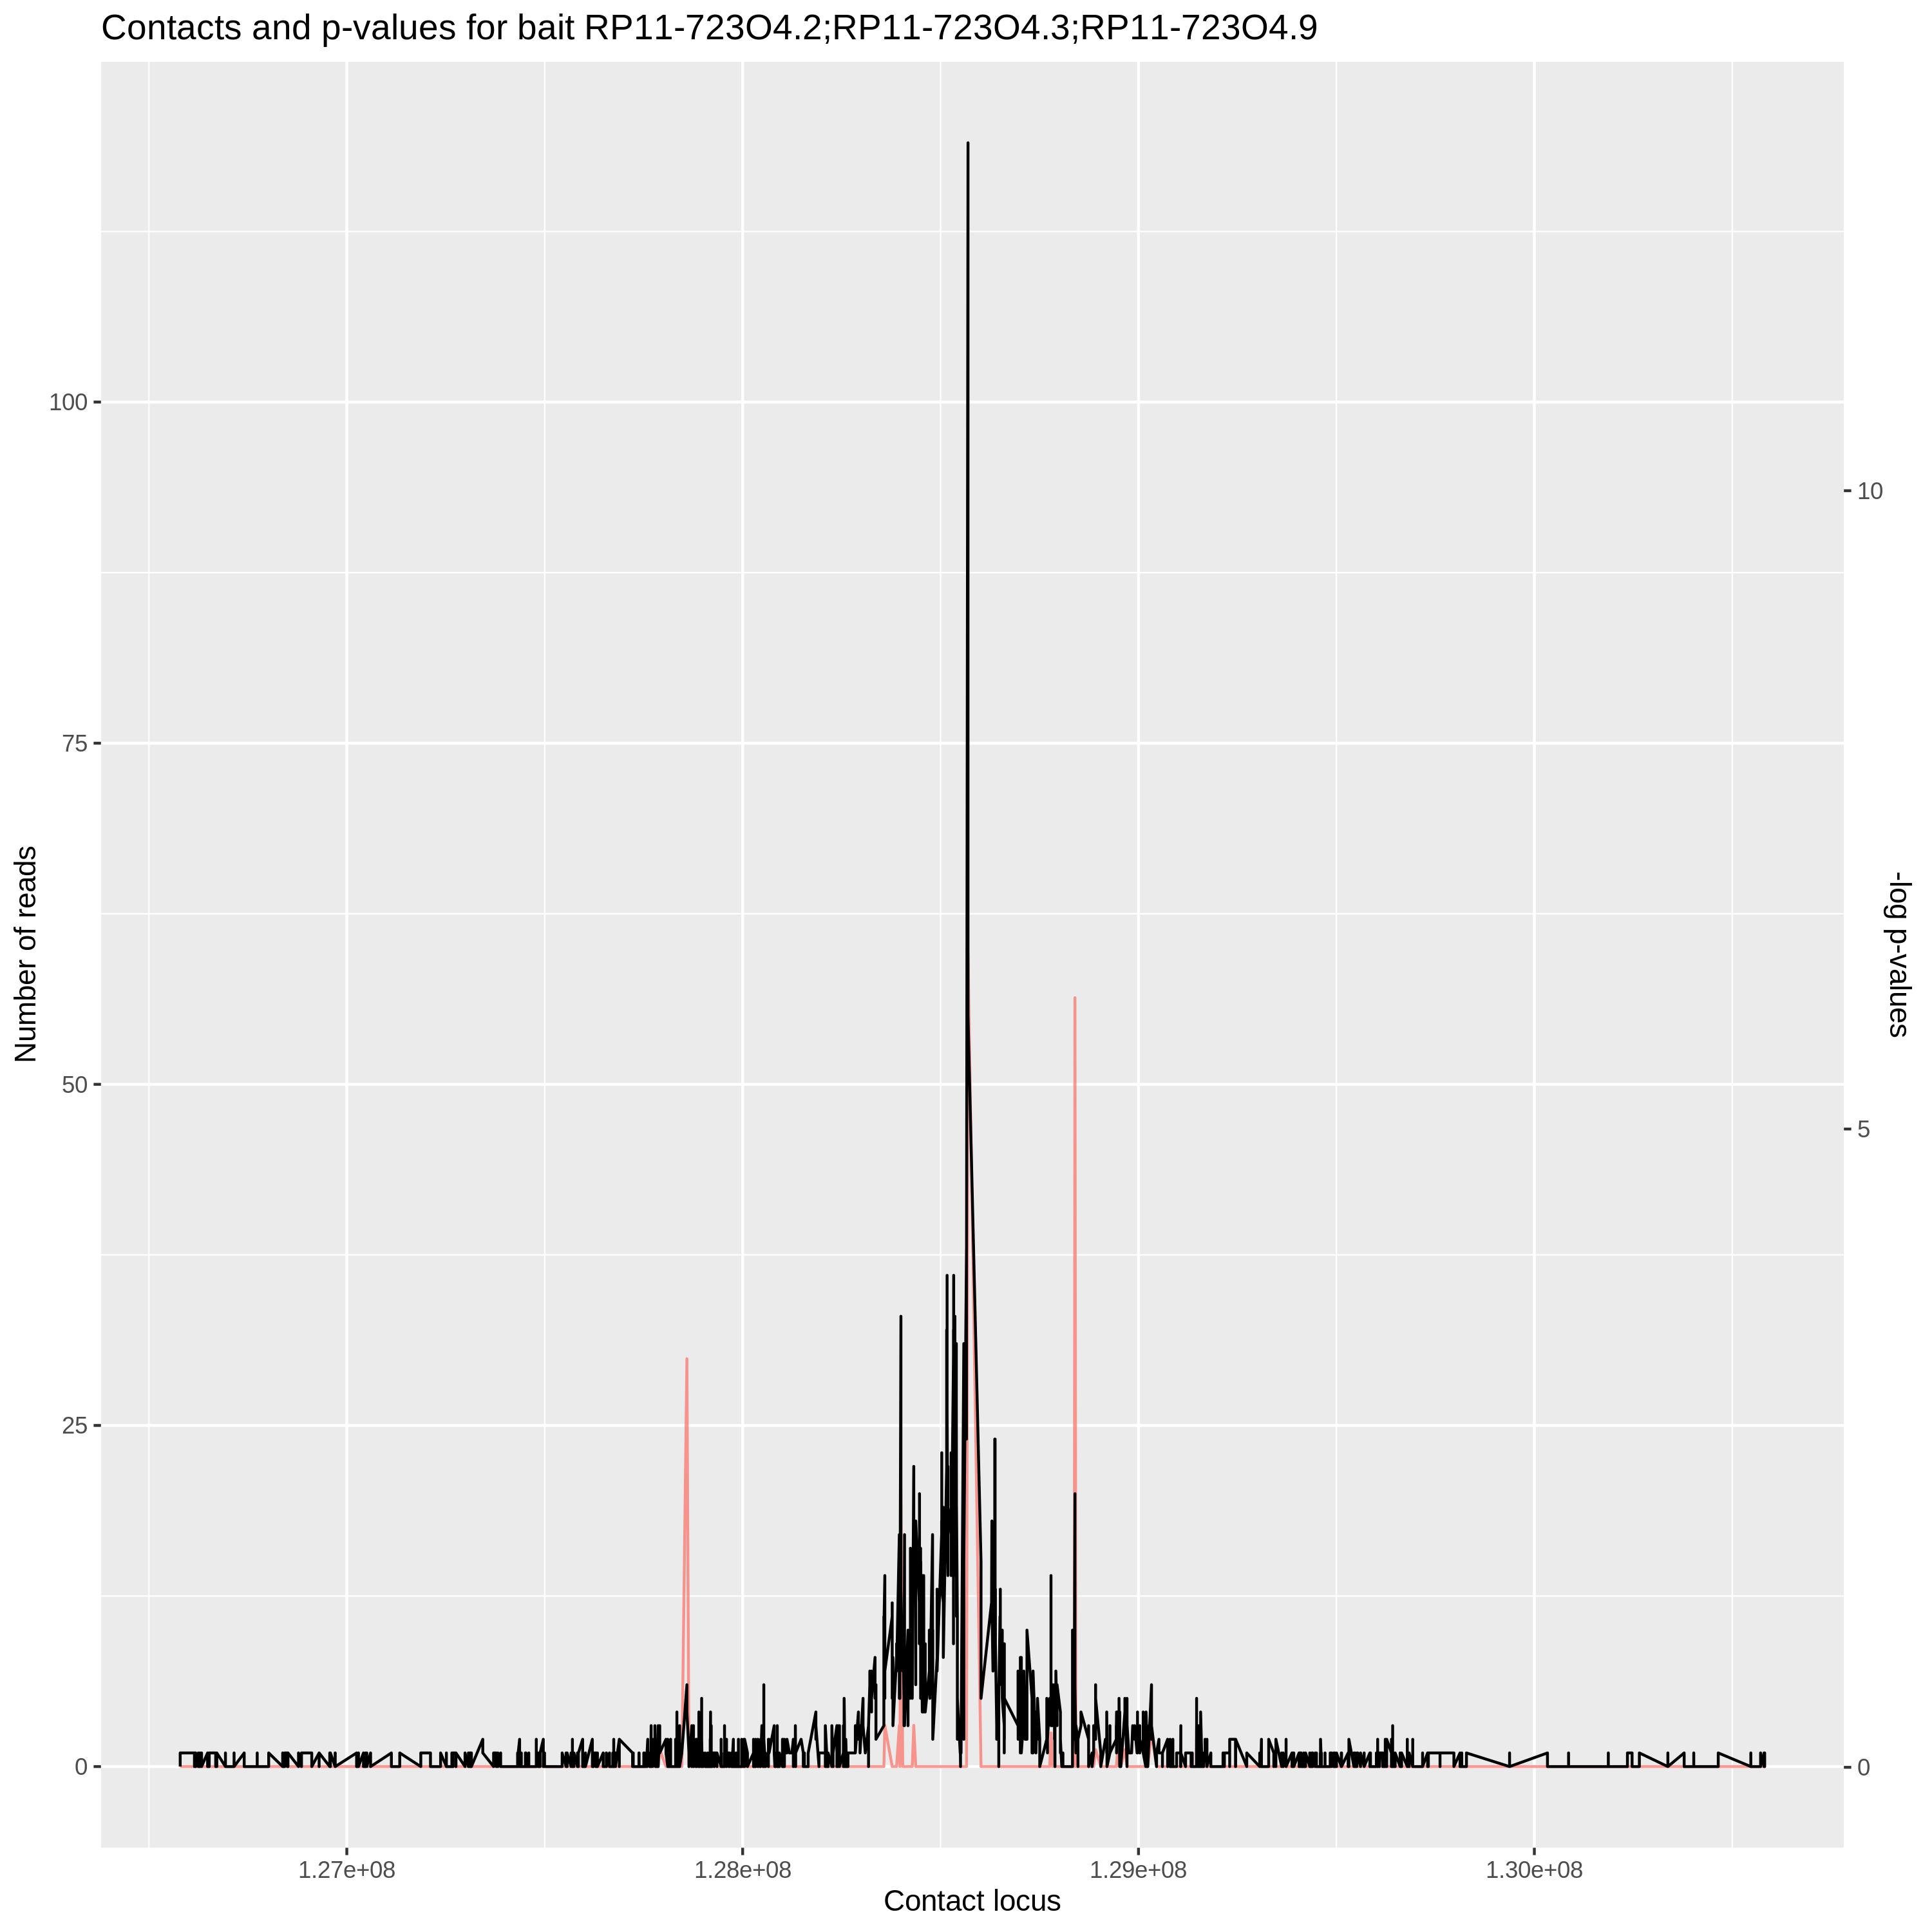 Contacts and p-values for bait RP11-723O4.2;RP11-723O4.3;RP11-723O4.9
Number of reads
100
75
50
25
0
10
5
0
-log p-values
1.27e+08
1.28e+08
1.29e+08
1.30e+08
Contact locus